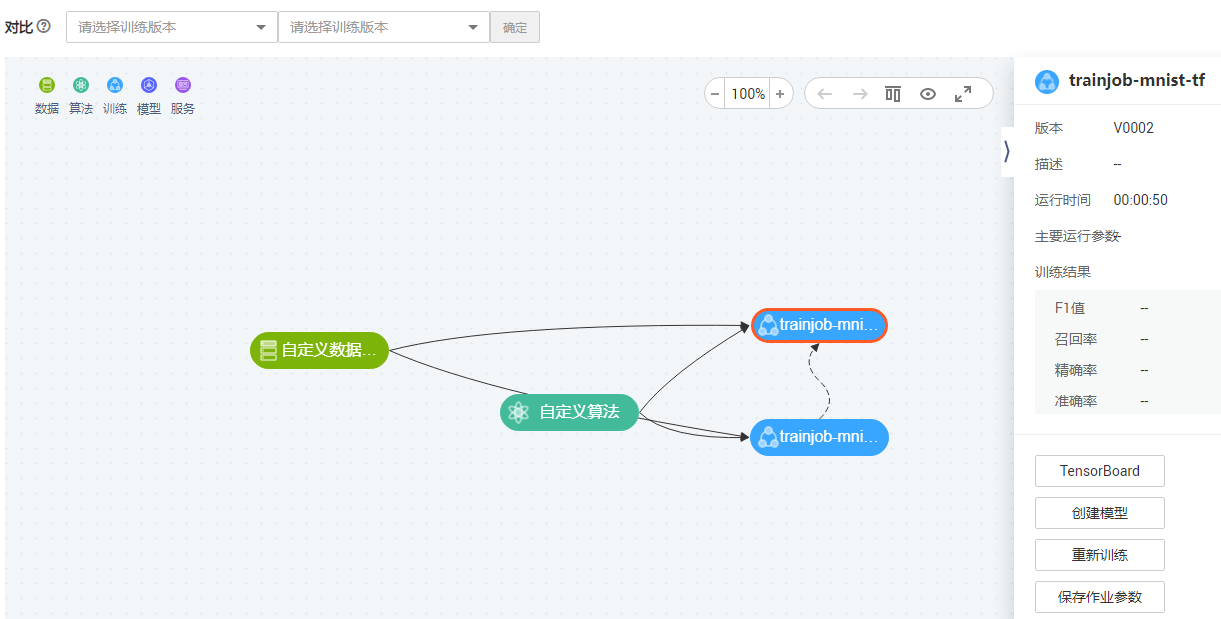 对比
请选择训练版本 请选择训练版本 确定
数据 算法 训练 模型 服务
100%
自定义数据...
自定义算法
trainjob-mni...
trainjob-mni...
trainjob-mnist-tf
版本 V0002
描述 --
运行时间 00:00:50
主要运行参数--
训练结果
F1值 --
召回率 --
精确率 --
准确率 --
TensorBoard
创建模型
重新训练
保存作业参数